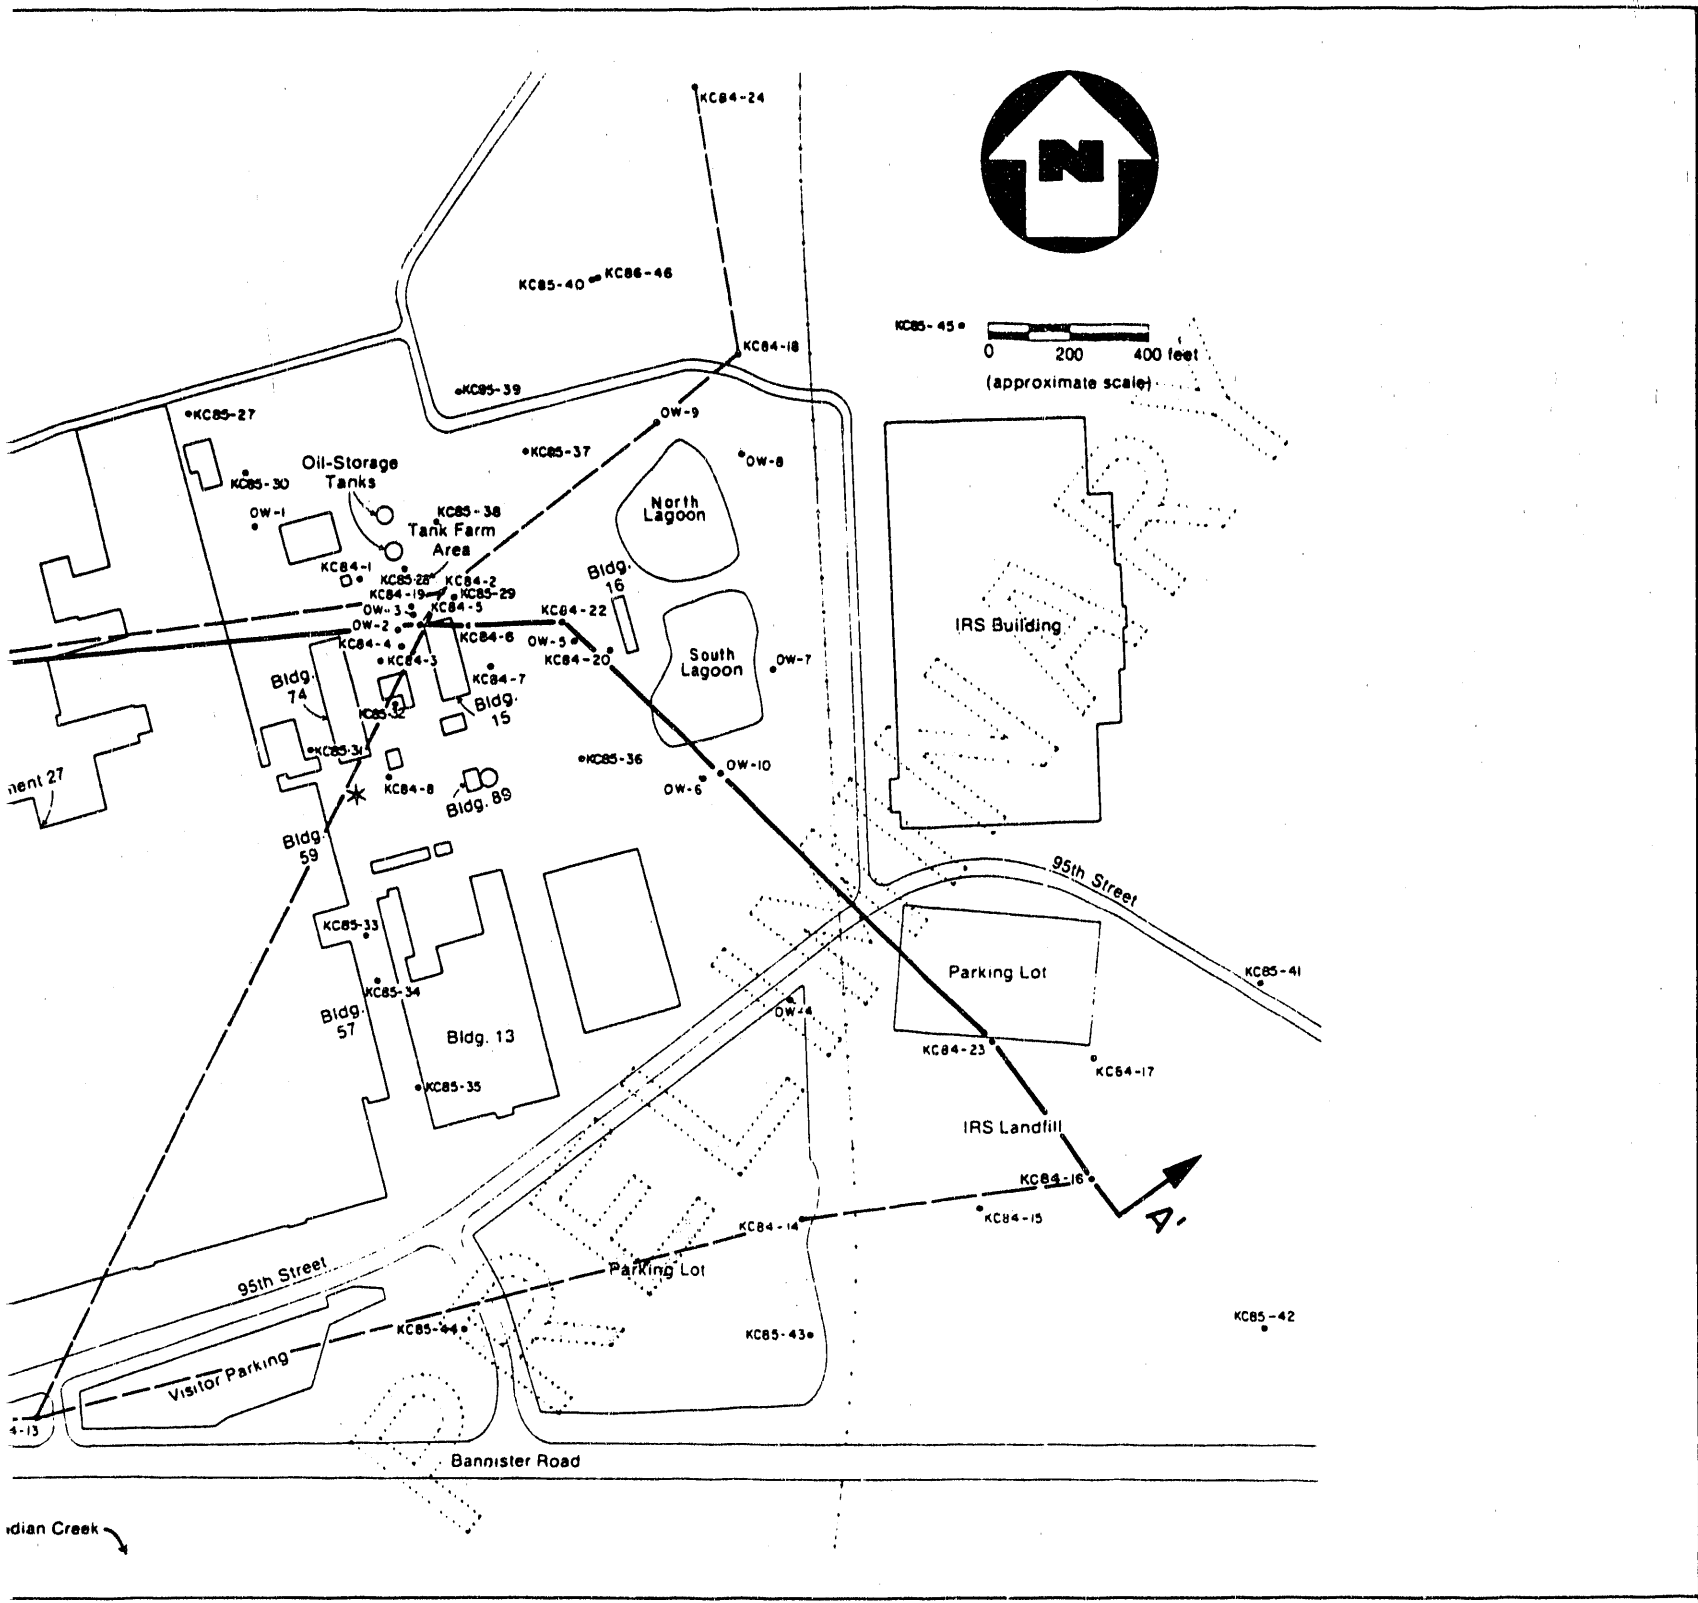 KC84-24
N
KC85-40
KC86-46
KC85-45
0 200 400 feet
(approximate scale)
KC84-18
KC85-39
KC85-27
OW-9
KC85-37
OW-8
Oil-Storage
Tanks
KC85-30
OW-1
KC85-38
Tank Farm
Area
North
Lagoon
KC84-1
KC85-28
KC84-2
Bldg.
16
KC84-19
KC85-29
OW-3
KC84-5
KC84-22
OW-2
KC84-6
OW-5
KC84-4
KC84-20
KC84-3
KC84-7
South
Lagoon
OW-7
IRS Building
Bldg.
74
KC85-32
Bldg.
15
KC85-31
KC85-36
OW-10
OW-6
ment 27
KC84-8
Bldg. 89
Bldg.
59
95th Street
KC85-33
KC85-34
Bldg.
57
Bldg. 13
KC85-35
Parking Lot
KC85-41
OW-4
KC84-23
KC84-17
IRS Landfill
KC84-16
KC84-15
A'
KC84-14
Parking Lot
95th Street
KC85-44
KC85-43
KC85-42
Visitor Parking
4-13
Bannister Road
dian Creek
PRELIMINARY